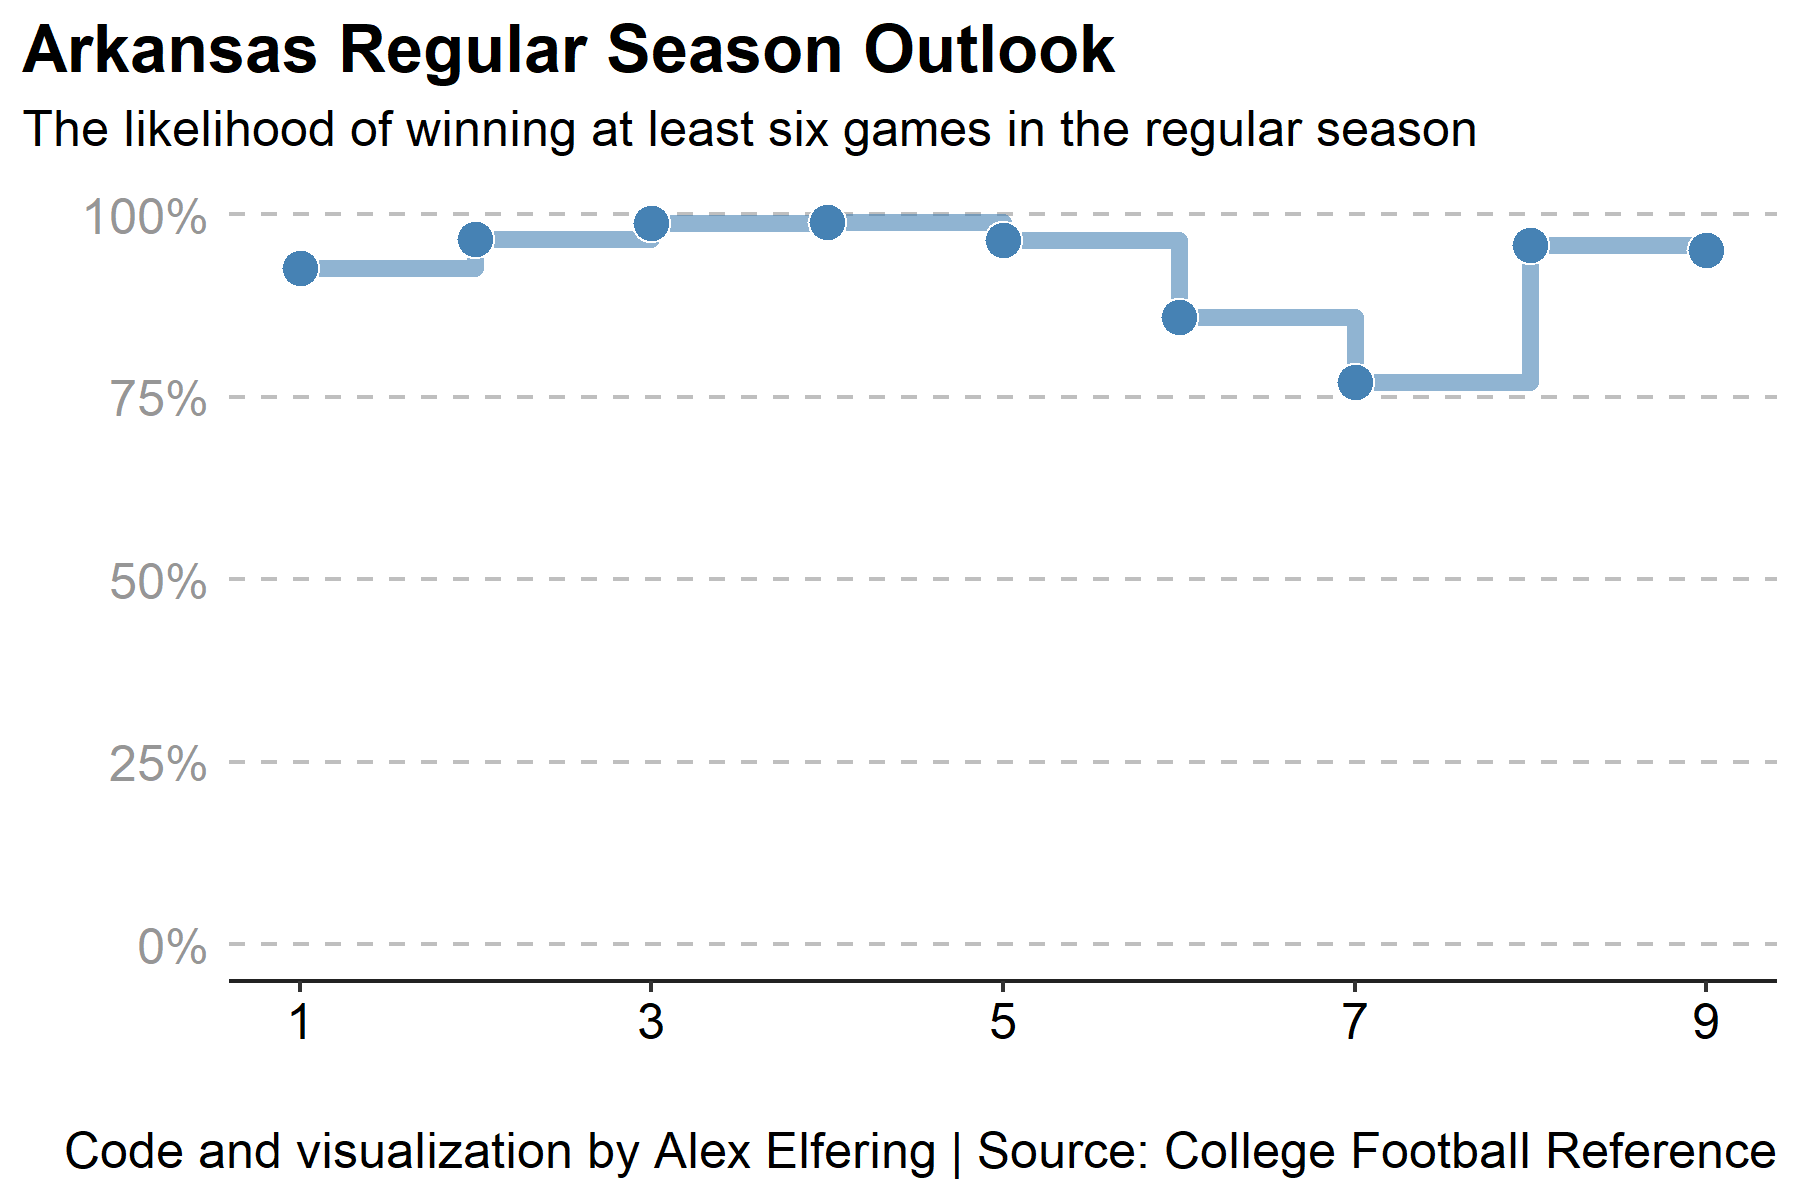 Arkansas Regular Season Outlook
The likelihood of winning at least six games in the regular season
100%
75%
50%
25%
0%
1 3 5 7 9
Code and visualization by Alex Elfering | Source: College Football Reference